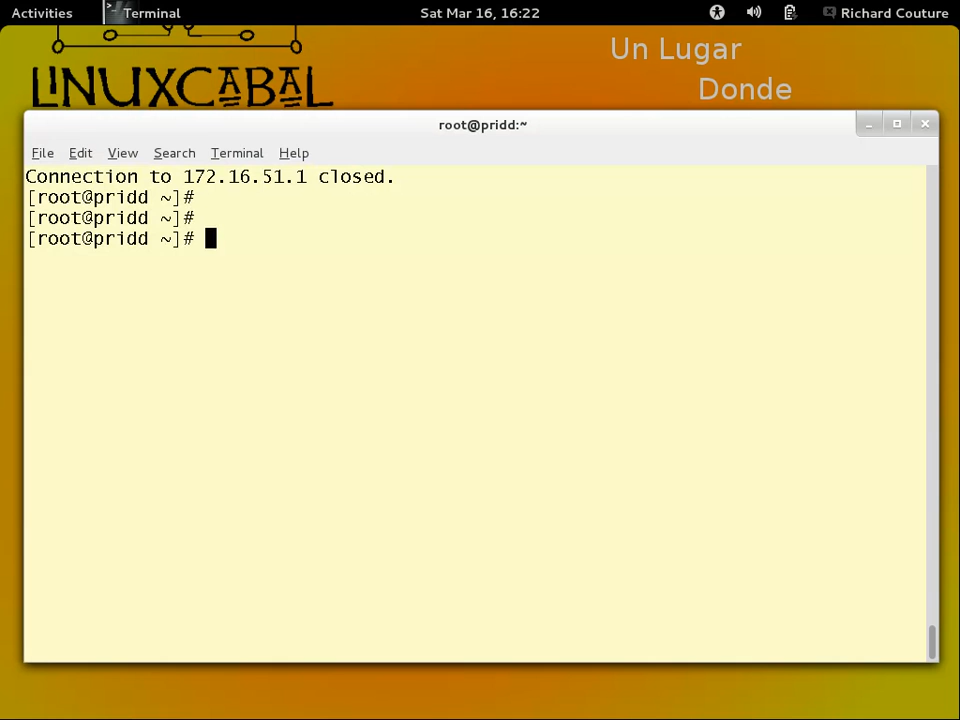 Activities Terminal Sat Mar 16, 16:22 Richard Couture
Un Lugar
LINUXCABAL Donde
root@pridd:~
File Edit View Search Terminal Help
Connection to 172.16.51.1 closed.
[root@pridd ~]#
[root@pridd ~]#
[root@pridd ~]#